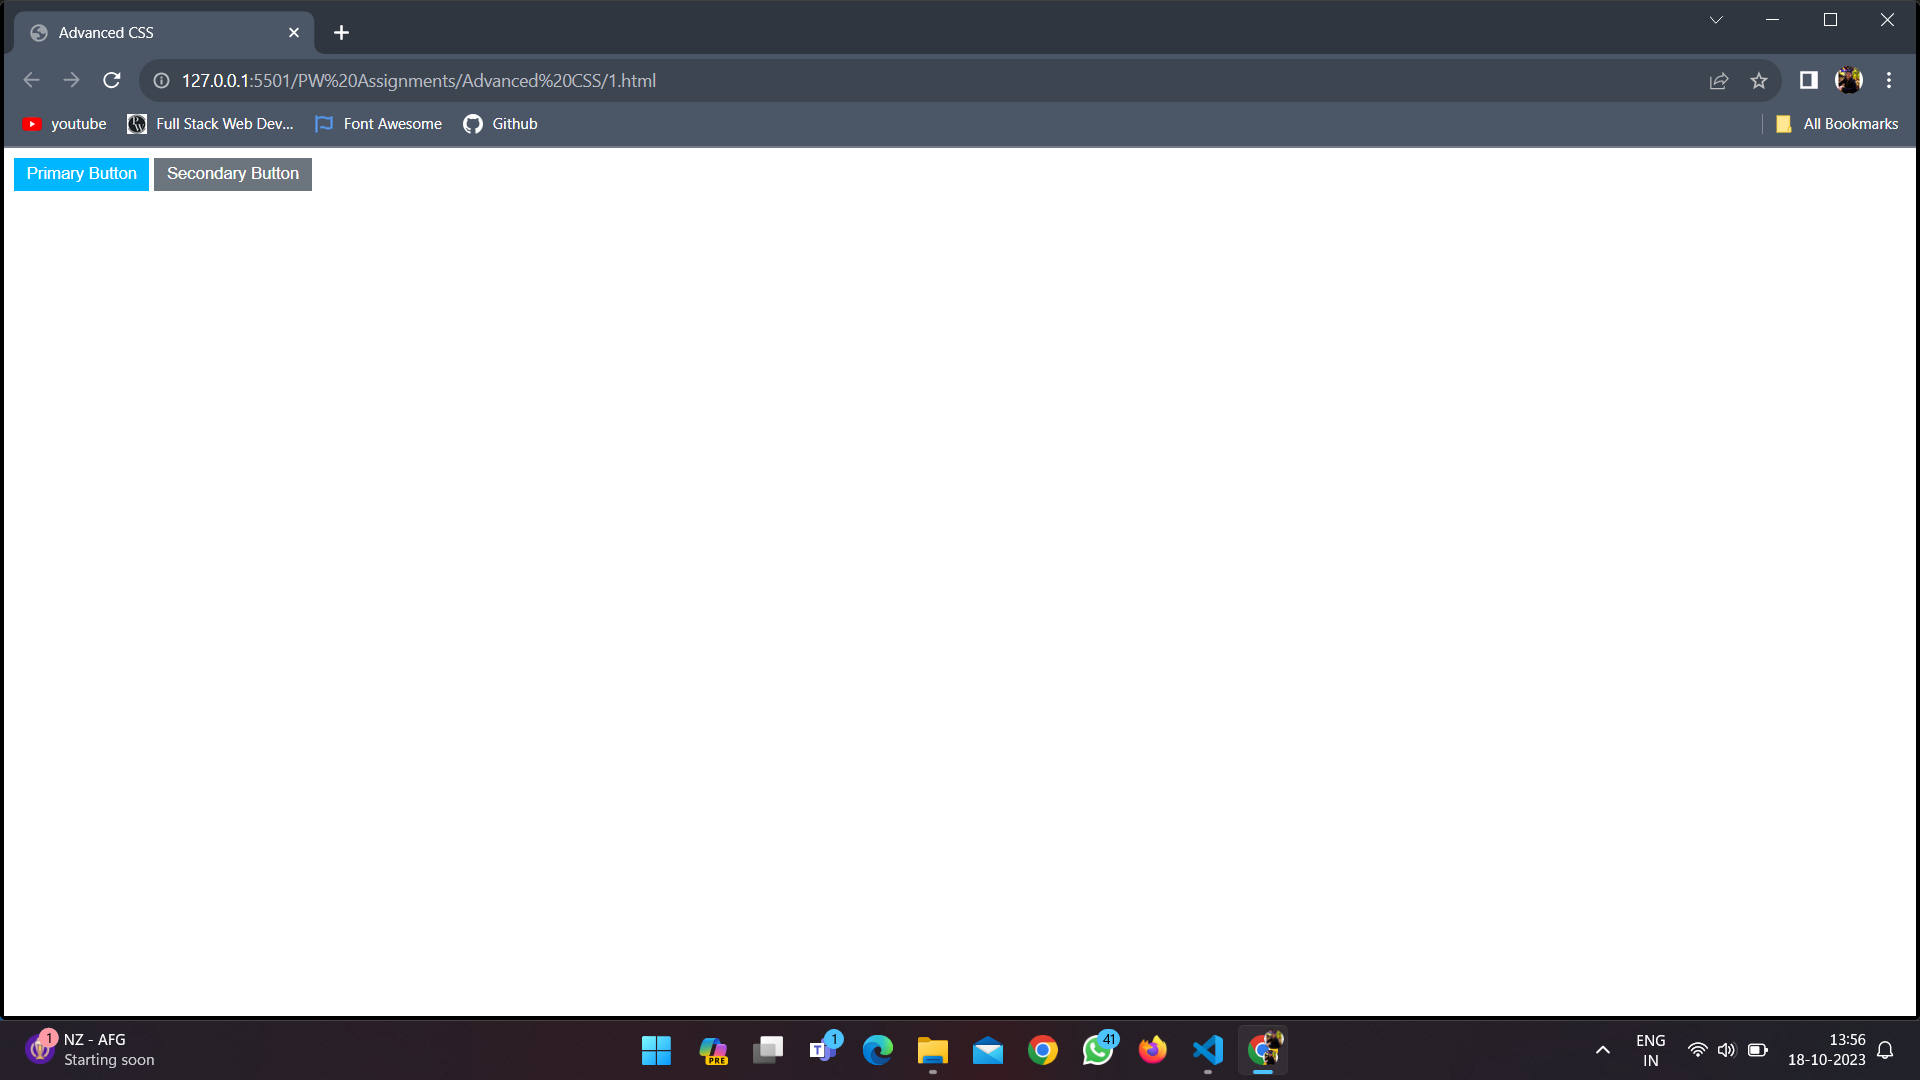 Advanced CSS
127.0.0.1:5501/PW%20Assignments/Advanced%20CSS/1.html
youtube
PW
Full Stack Web Dev...
Font Awesome
Github
All Bookmarks
Primary Button Secondary Button
1
NZ - AFG
Starting soon
PRE
T
1
41
ENG
IN
13:56
18-10-2023